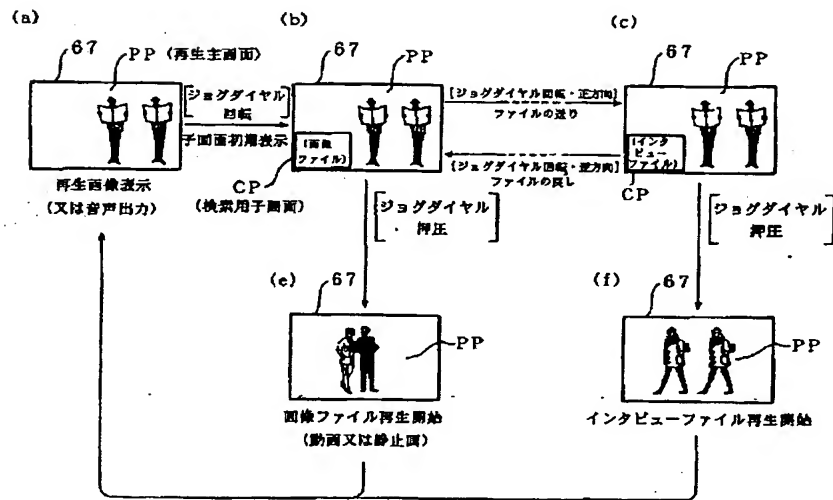 (a)
(b)
(c)
67
67
67
PP (再生主画面)
PP
PP
[ジョグダイヤル
回転]
子画面初期表示
[ジョグダイヤル回転・正方向]
ファイルの送り
[ジョグダイヤル回転・逆方向]
ファイルの戻し
(画像
ファイル)
(インタ
ビュー
ファイル)
CP
(検索用子画面)
CP
再生画像表示
(又は音声出力)
[ジョグダイヤル
押圧]
[ジョグダイヤル
押圧]
(e)
(f)
67
67
PP
PP
画像ファイル再生開始
(動画又は静止画)
インタビューファイル再生開始